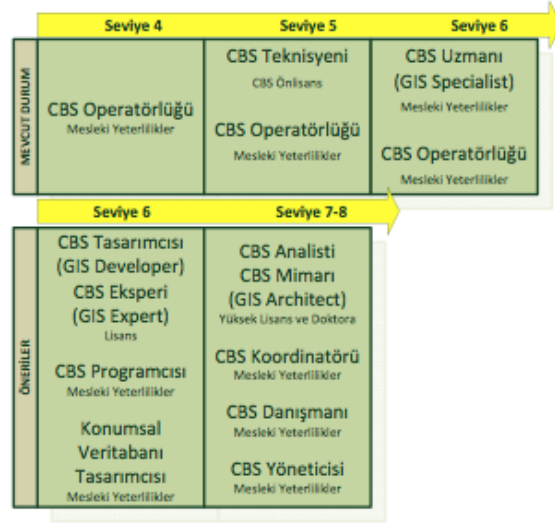 Seviye 4
Seviye 5
Seviye 6
MEVCUT DURUM
CBS Operatörlüğü
Mesleki Yeterlilikler
CBS Teknisyeni
CBS Önlisans
CBS Operatörlüğü
Mesleki Yeterlilikler
CBS Uzmanı
(GIS Specialist)
Mesleki Yeterlilikler
CBS Operatörlüğü
Mesleki Yeterlilikler
Seviye 6
Seviye 7-8
ÖNERİLER
CBS Tasarımcısı
(GIS Developer)
CBS Eksperi
(GIS Expert)
Lisans
CBS Programcısı
Mesleki Yeterlilikler
Konumsal
Veritabanı
Tasarımcısı
Mesleki Yeterlilikler
CBS Analisti
CBS Mimarı
(GIS Architect)
Yüksek Lisans ve Doktora
CBS Koordinatörü
Mesleki Yeterlilikler
CBS Danışmanı
Mesleki Yeterlilikler
CBS Yöneticisi
Mesleki Yeterlilikler